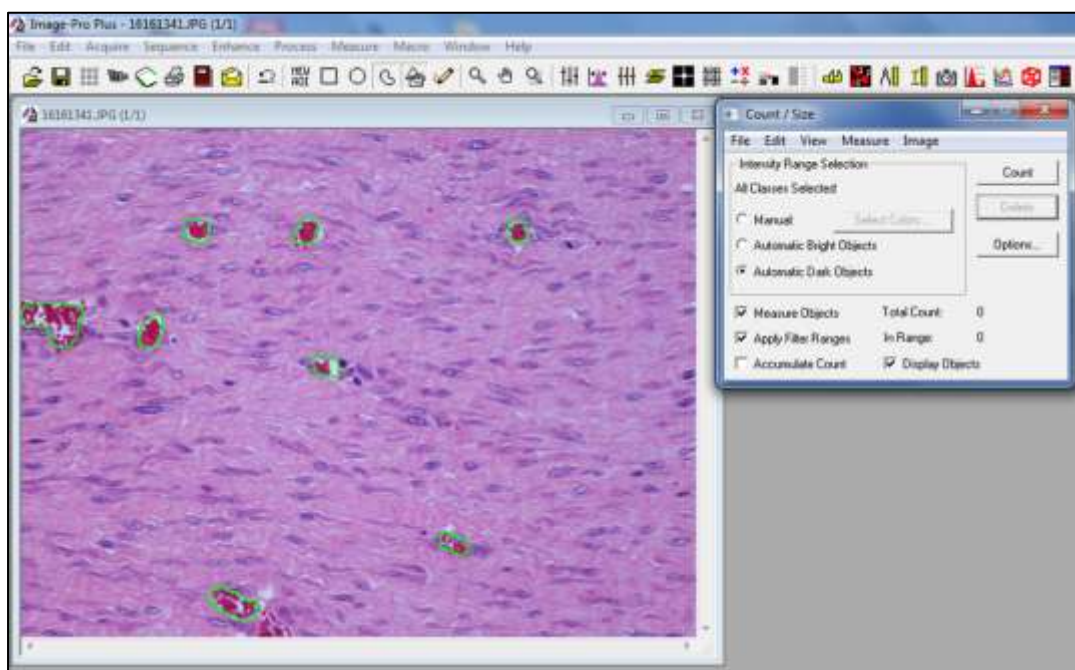 Image-Pro Plus - 16161341.JPG (1/1)
File Edit Acquire Sequence Enhance Process Measure Macro Window Help
NEW AOI
16161341.JPG (1/1)
Count / Size
File Edit View Measure Image
Intensity Range Selection
All Classes Selected
Count
Manual Select Colors...
Automatic Bright Objects
Options...
Automatic Dark Objects
Measure Objects Total Count: 0
Apply Filter Ranges In Range: 0
Accumulate Count Display Objects